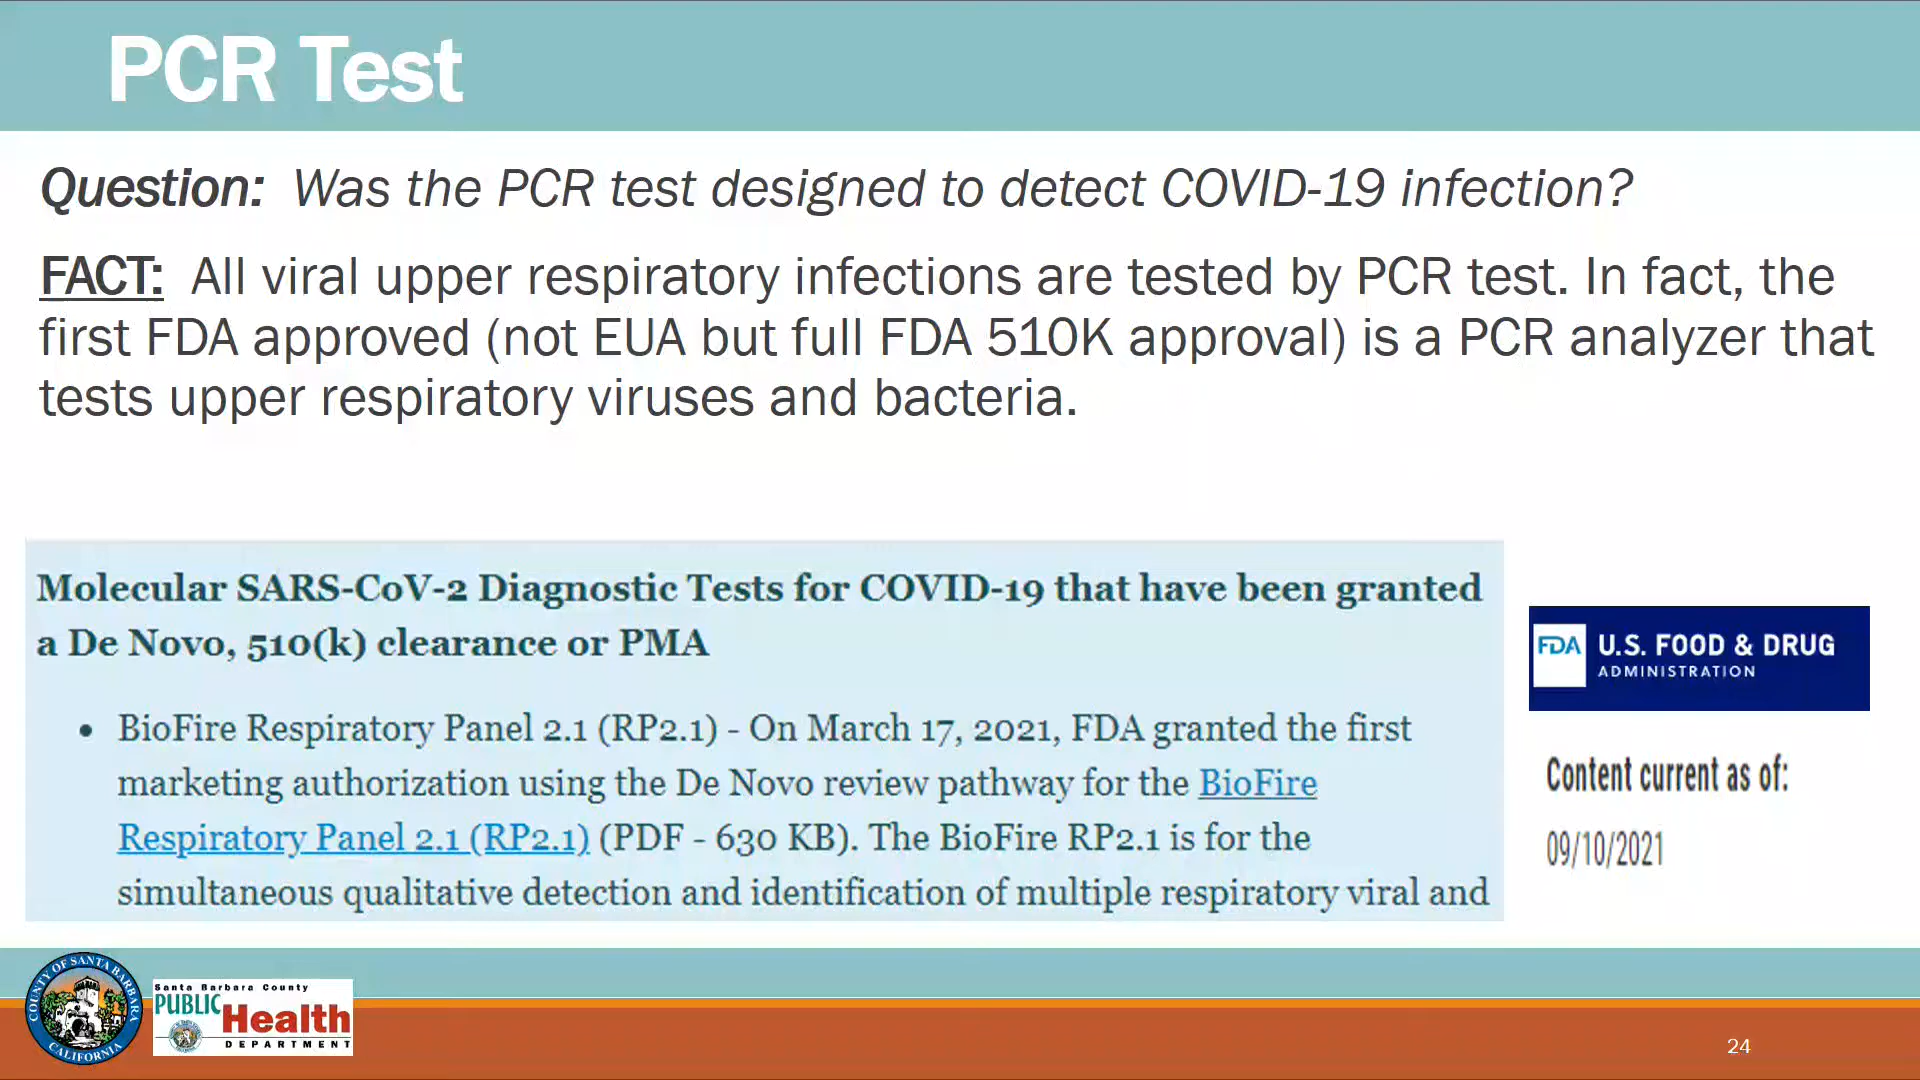 PCR Test
Question: Was the PCR test designed to detect COVID-19 infection?
FACT: All viral upper respiratory infections are tested by PCR test. In fact, the
first FDA approved (not EUA but full FDA 510K approval) is a PCR analyzer that
tests upper respiratory viruses and bacteria.
Molecular SARS-CoV-2 Diagnostic Tests for COVID-19 that have been granted
a De Novo, 510(k) clearance or PMA
• BioFire Respiratory Panel 2.1 (RP2.1) - On March 17, 2021, FDA granted the first
marketing authorization using the De Novo review pathway for the BioFire
Respiratory Panel 2.1 (RP2.1) (PDF - 630 KB). The BioFire RP2.1 is for the
simultaneous qualitative detection and identification of multiple respiratory viral and
FDA U.S. FOOD & DRUG
ADMINISTRATION
Content current as of:
09/10/2021
COUNTY OF SANTA BARBARA
CALIFORNIA
Santa Barbara County
PUBLIC
Health
DEPARTMENT
24